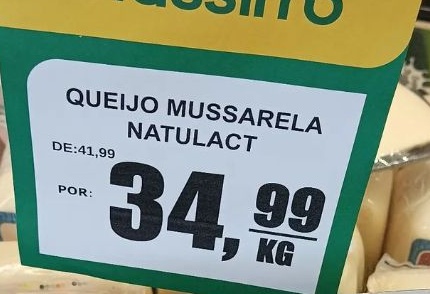 QUEIJO MUSSARELA
NATULACT
DE:41,99
POR: 34,99
KG